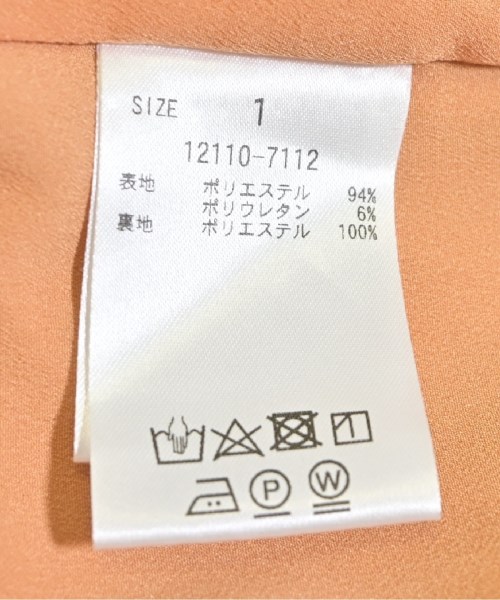 SIZE 1
12110-7112
表地 ポリエステル 94%
ポリウレタン 6%
裏地 ポリエステル 100%
P W